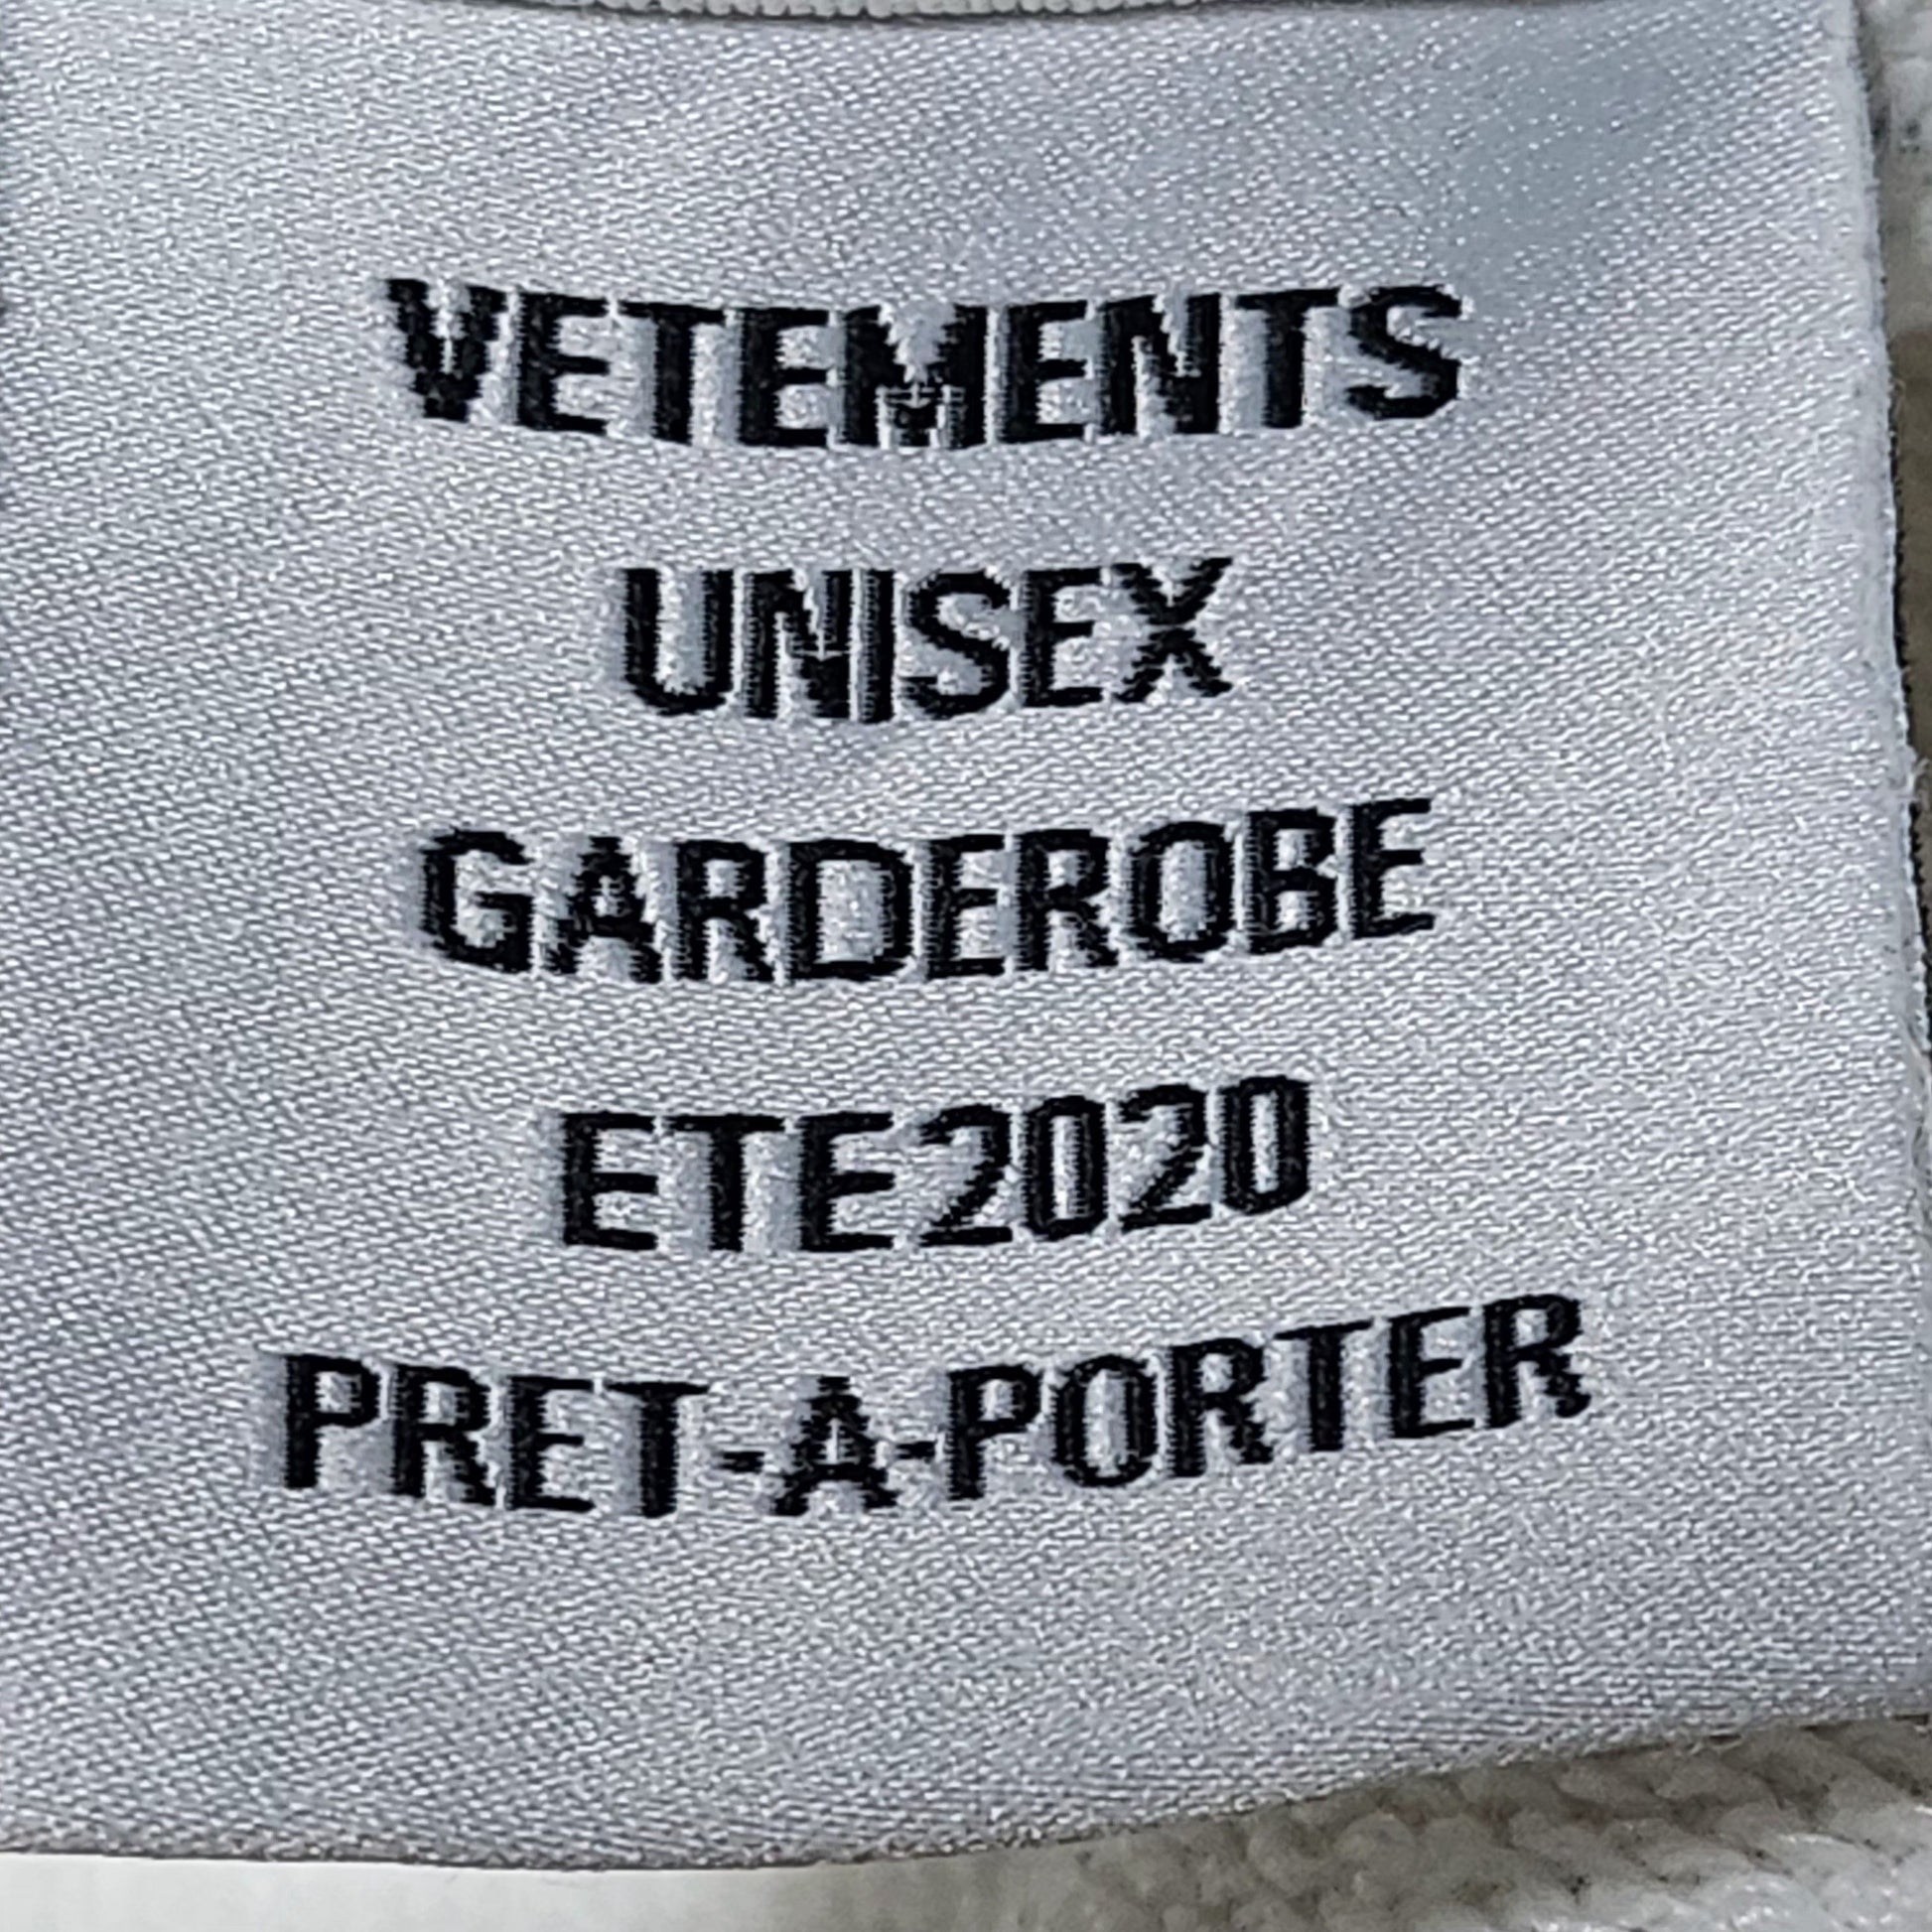 VETEMENTS
UNISEX
GARDEROBE
ETE2020
PRET-A-PORTER